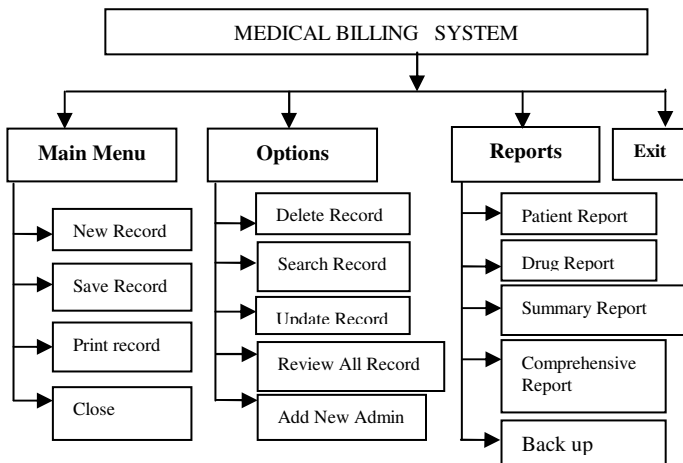 MEDICAL BILLING SYSTEM
Main Menu
Options
Reports
Exit
New Record
Save Record
Print record
Close
Delete Record
Search Record
Update Record
Review All Record
Add New Admin
Patient Report
Drug Report
Summary Report
Comprehensive
Report
Back up